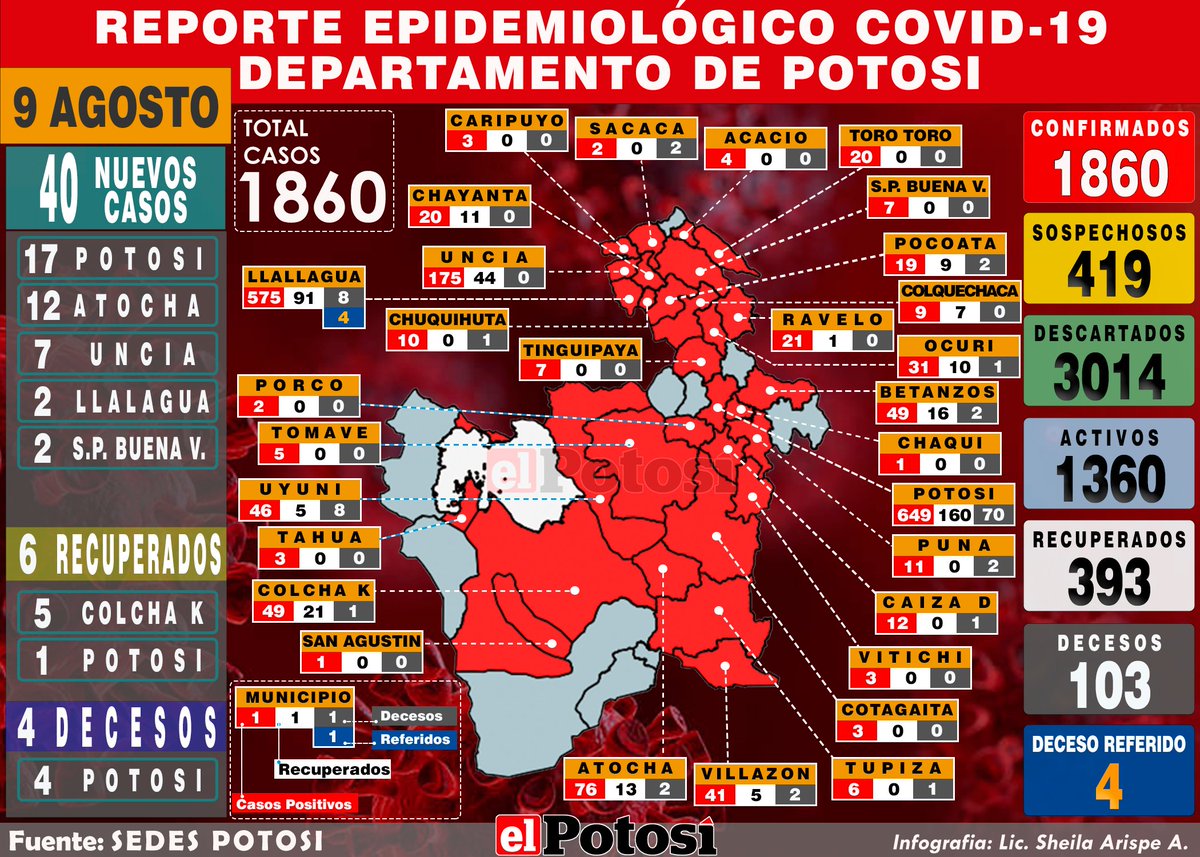 REPORTE EPIDEMIOLÓGICO COVID-19
DEPARTAMENTO DE POTOSI
9 AGOSTO
40 NUEVOS CASOS
17 POTOSI
12 ATOCHA
7 UNCIA
2 LLALAGUA
2 S.P. BUENA V.
6 RECUPERADOS
5 COLCHA K
1 POTOSI
4 DECESOS
4 POTOSI
TOTAL
CASOS
1860
CARIPUYO
3 0 0
SACACA
2 0 2
ACACIO
4 0 0
TORO TORO
20 0 0
CHAYANTA
20 11 0
S.P. BUENA V.
7 0 0
UNCIA
175 44 0
POCOATA
19 9 2
LLALLAGUA
575 91 8
4
COLQUECHACA
9 7 0
CHUQUIHUTA
10 0 1
RAVELO
21 1 0
TINGUIPAYA
7 0 0
OCURI
31 10 1
PORCO
2 0 0
BETANZOS
49 16 2
TOMAVE
5 0 0
CHAQUI
1 0 0
UYUNI
46 5 8
POTOSI
649 160 70
TAHUA
3 0 0
PUNA
11 0 2
COLCHA K
49 21 1
CAIZA D
12 0 1
SAN AGUSTIN
1 0 0
VITICHI
3 0 0
COTAGAITA
3 0 0
ATOCHA
76 13 2
VILLAZON
41 5 2
TUPIZA
6 0 1
el Potosí
MUNICIPIO
1 1 1
Decesos
1
Referidos
Recuperados
Casos Positivos
CONFIRMADOS
1860
SOSPECHOSOS
419
DESCARTADOS
3014
ACTIVOS
1360
RECUPERADOS
393
DECESOS
103
DECESO REFERIDO
4
Fuente: SEDES POTOSI
el Potosí
Infografia: Lic. Sheila Arispe A.